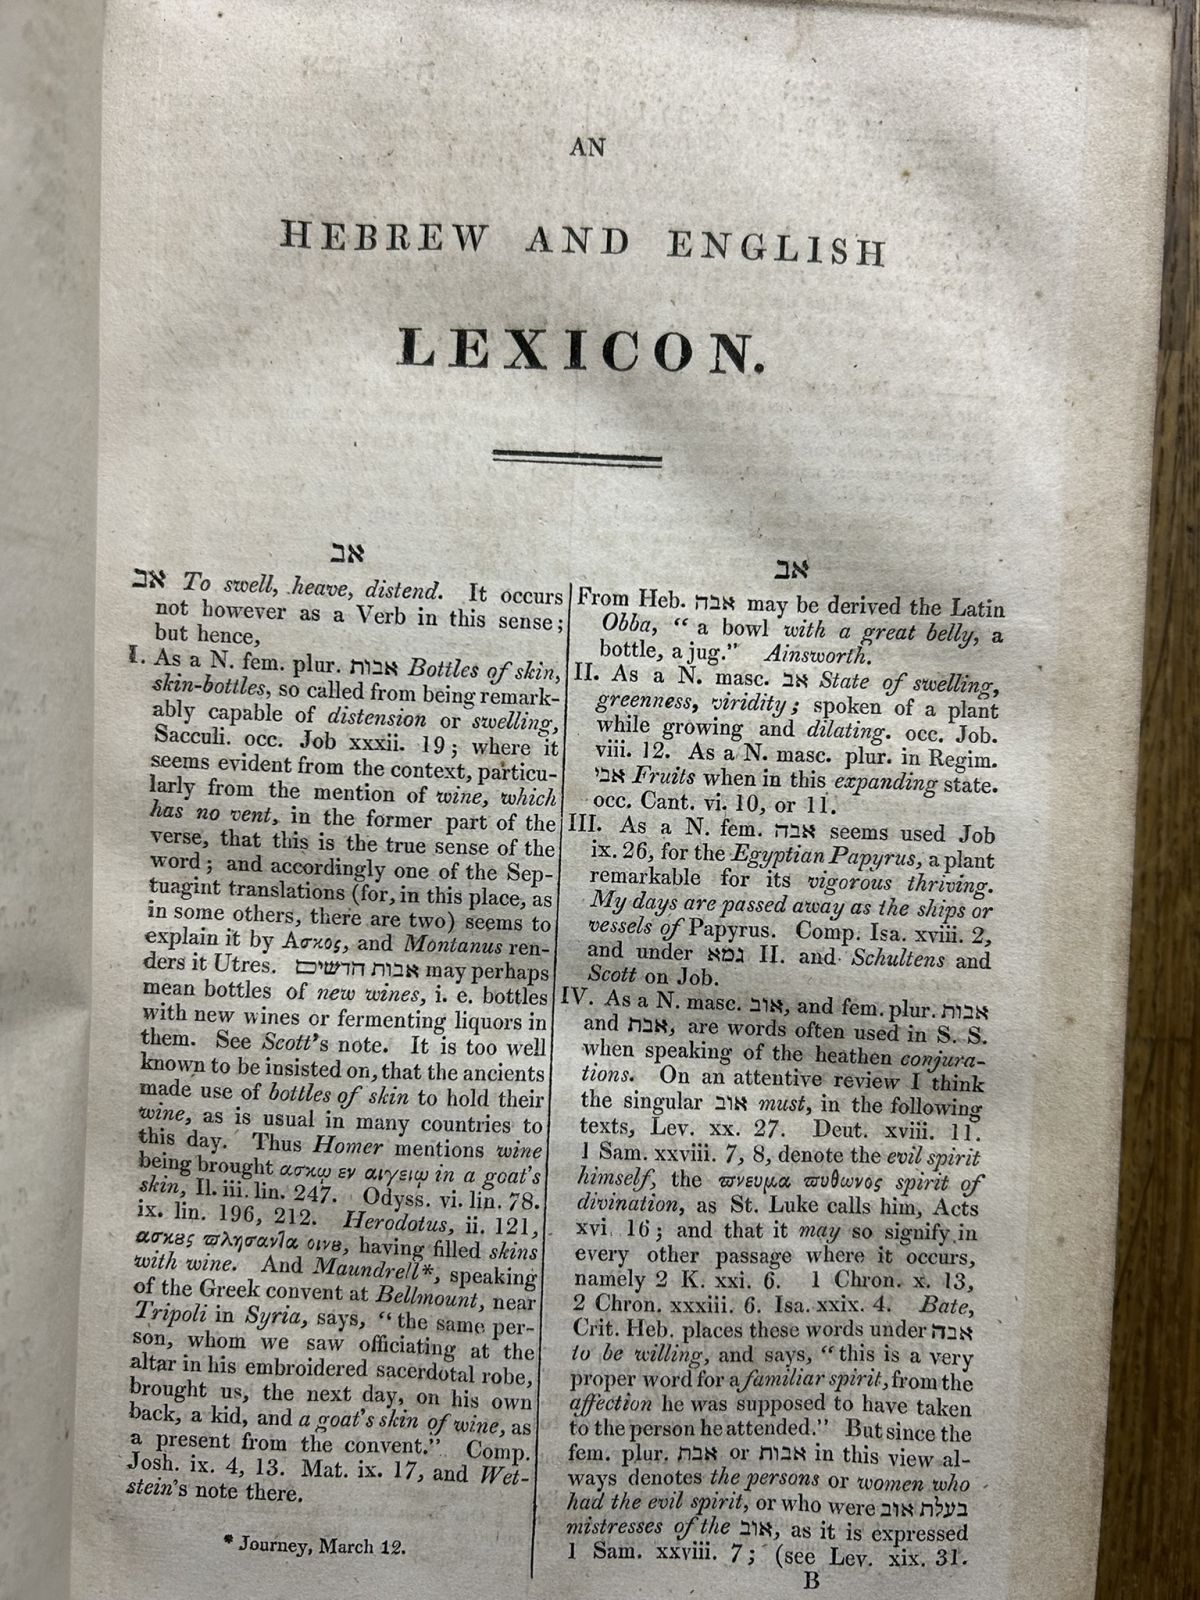 AN
HEBREW AND ENGLISH
LEXICON.
אב
אב To swell, heave, distend. It occurs
not however as a Verb in this sense;
but hence,
I. As a N. fem. plur. אבות Bottles of skin,
skin-bottles, so called from being remark-
ably capable of distension or swelling,
Sacculi. occ. Job xxxii. 19; where it
seems evident from the context, particu-
larly from the mention of wine, which
has no vent, in the former part of the
verse, that this is the true sense of the
word; and accordingly one of the Sep-
tuagint translations (for, in this place, as
in some others, there are two) seems to
explain it by Ασκος, and Montanus ren-
ders it Utres. אבות חדשים may perhaps
mean bottles of new wines, i. e. bottles
with new wines or fermenting liquors in
them. See Scott's note. It is too well
known to be insisted on, that the ancients
made use of bottles of skin to hold their
wine, as is usual in many countries to
this day. Thus Homer mentions wine
being brought ασκῳ εν αιγειῳ in a goat's
skin, Il. iii. lin. 247. Odyss. vi. lin. 78.
ix. lin. 196, 212. Herodotus, ii. 121,
ασκȣς ϖλησανΊα οινȣ, having filled skins
with wine. And Maundrell*, speaking
of the Greek convent at Bellmount, near
Tripoli in Syria, says, "the same per-
son, whom we saw officiating at the
altar in his embroidered sacerdotal robe,
brought us, the next day, on his own
back, a kid, and a goat's skin of wine, as
a present from the convent." Comp.
Josh. ix. 4, 13. Mat. ix. 17, and Wet-
stein's note there.
* Journey, March 12.
אב
From Heb. אבה may be derived the Latin
Obba, "a bowl with a great belly, a
bottle, a jug." Ainsworth.
II. As a N. masc. אב State of swelling,
greenness, viridity; spoken of a plant
while growing and dilating. occ. Job.
viii. 12. As a N. masc. plur. in Regim.
אבי Fruits when in this expanding state.
occ. Cant. vi. 10, or 11.
III. As a N. fem. אבה seems used Job
ix. 26, for the Egyptian Papyrus, a plant
remarkable for its vigorous thriving.
My days are passed away as the ships or
vessels of Papyrus. Comp. Isa. xviii. 2,
and under גמא II. and Schultens and
Scott on Job.
IV. As a N. masc. אוב, and fem. plur. אבות
and אבת, are words often used in S. S.
when speaking of the heathen conjura-
tions. On an attentive review I think
the singular אוב must, in the following
texts, Lev. xx. 27. Deut. xviii. 11.
1 Sam. xxviii. 7, 8, denote the evil spirit
himself, the ϖνευμα ϖυθωνος spirit of
divination, as St. Luke calls him, Acts
xvi. 16; and that it may so signify in
every other passage where it occurs,
namely 2 K. xxi. 6. 1 Chron. x. 13,
2 Chron. xxxiii. 6. Isa. xxix. 4. Bate,
Crit. Heb. places these words under אבה
to be willing, and says, "this is a very
proper word for a familiar spirit, from the
affection he was supposed to have taken
to the person he attended." But since the
fem. plur. אבת or אבות in this view al-
ways denotes the persons or women who
had the evil spirit, or who were בעלת אוב
mistresses of the אוב, as it is expressed
1 Sam. xxviii. 7; (see Lev. xix. 31.
B